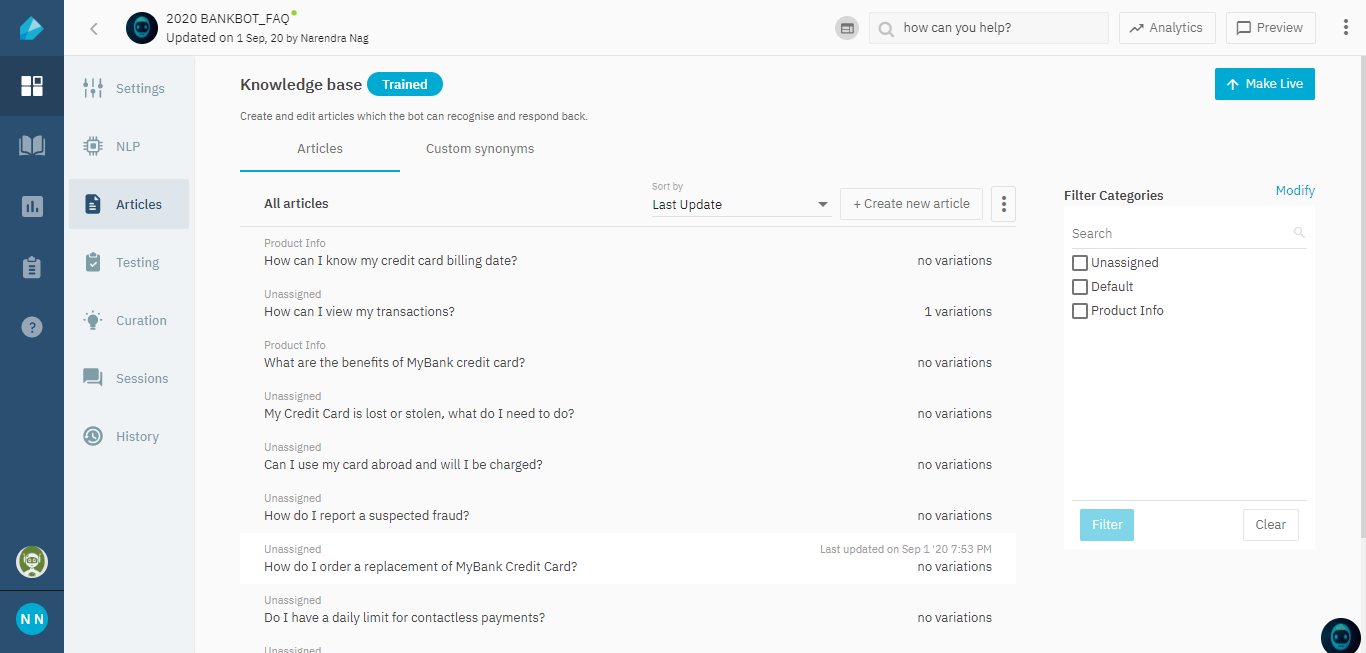 2020 BANKBOT_FAQ
Updated on 1 Sep, 20 by Narendra Nag
how can you help?
Analytics
Preview
Settings
NLP
Articles
Testing
Curation
Sessions
History
N N
Knowledge base
Trained
Make Live
Create and edit articles which the bot can recognise and respond back.
Articles
Custom synonyms
All articles
Sort by
Last Update
+ Create new article
Product Info
How can I know my credit card billing date?
no variations
Unassigned
How can I view my transactions?
1 variations
Product Info
What are the benefits of MyBank credit card?
no variations
Unassigned
My Credit Card is lost or stolen, what do I need to do?
no variations
Unassigned
Can I use my card abroad and will I be charged?
no variations
Unassigned
How do I report a suspected fraud?
no variations
Unassigned
Last updated on Sep 1 '20 7:53 PM
How do I order a replacement of MyBank Credit Card?
no variations
Unassigned
Do I have a daily limit for contactless payments?
no variations
Unassigned
Filter Categories
Modify
Search
Unassigned
Default
Product Info
Filter
Clear